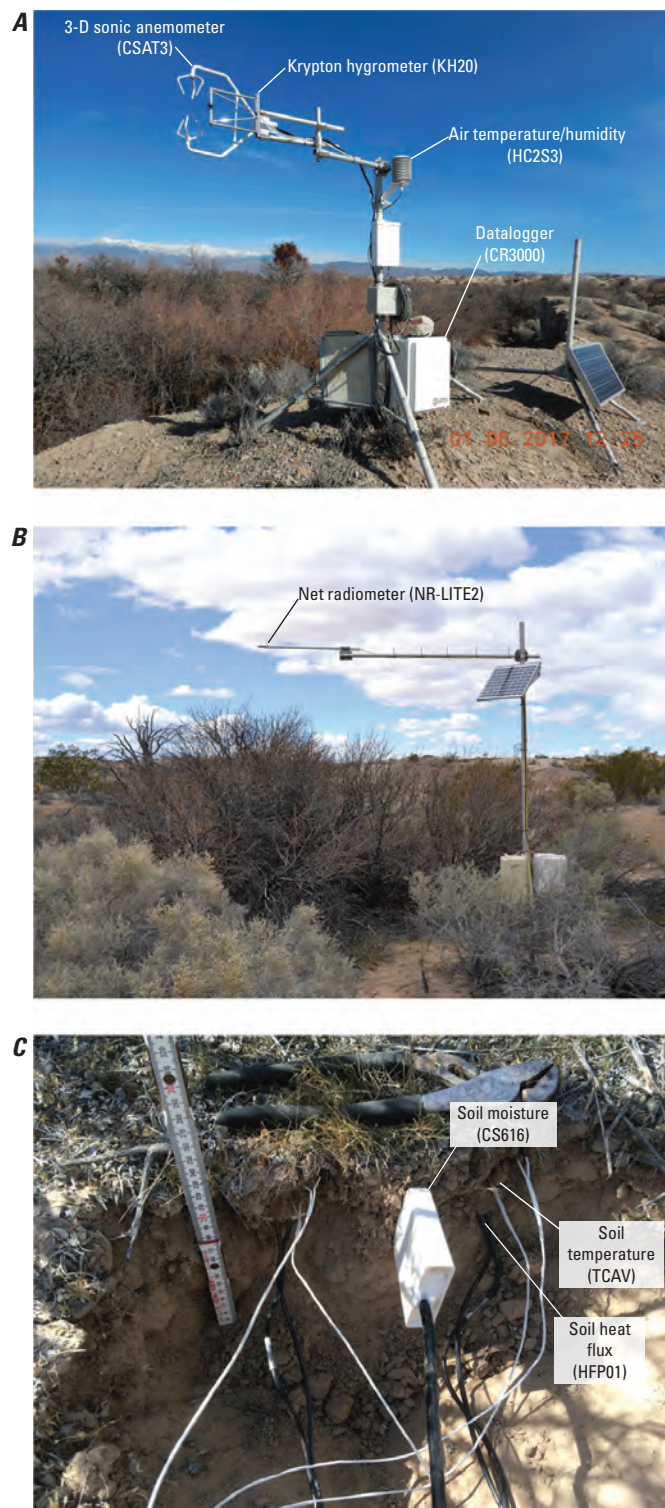 A
3-D sonic anemometer
(CSAT3)
Krypton hygrometer (KH20)
Air temperature/humidity
(HC2S3)
Datalogger
(CR3000)
01 06 2017 12:25
B
Net radiometer (NR-LITE2)
C
Soil moisture
(CS616)
Soil
temperature
(TCAV)
Soil heat
flux
(HFP01)